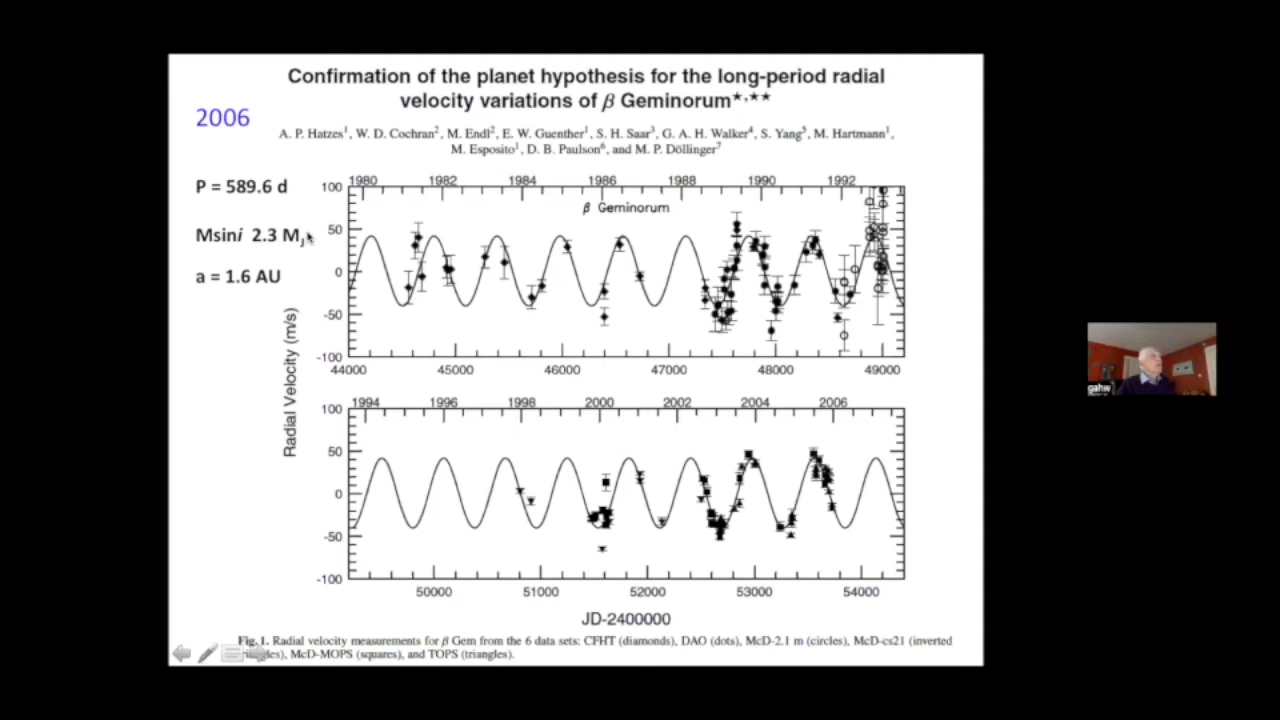 Confirmation of the planet hypothesis for the long-period radial
velocity variations of β Geminorum★,★★
2006
A. P. Hatzes¹, W. D. Cochran², M. Endl², E. W. Guenther¹, S. H. Saar³, G. A. H. Walker⁴, S. Yang⁵, M. Hartmann¹,
M. Esposito¹, D. B. Paulson⁶, and M. P. Döllinger⁷
P = 589.6 d
Msini 2.3 MJ
a = 1.6 AU
1980 1982 1984 1986 1988 1990 1992
β Geminorum
100
50
0
-50
-100
44000 45000 46000 47000 48000 49000
Radial Velocity (m/s)
1994 1996 1998 2000 2002 2004 2006
100
50
0
-50
-100
50000 51000 52000 53000 54000
JD-2400000
Fig. 1. Radial velocity measurements for β Gem from the 6 data sets: CFHT (diamonds), DAO (dots), McD-2.1 m (circles), McD-cs21 (inverted
McD-MOPS (squares), and TOPS (triangles).
gahw